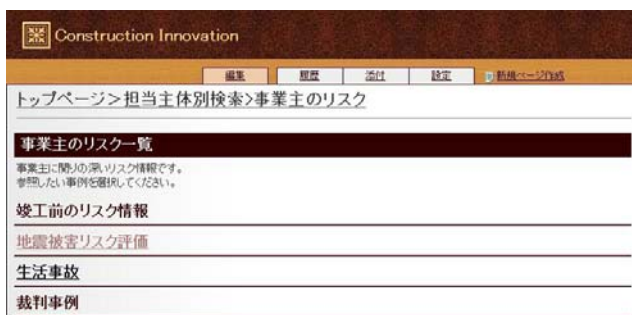 Construction Innovation
編集 履歴 添付 設定 新規ページ作成
トップページ>担当主体別検索>事業主のリスク
事業主のリスク一覧
事業主に関りの深いリスク情報です。
参照したい事例を選択してください。
竣工前のリスク情報
地震被害リスク評価
生活事故
裁判事例